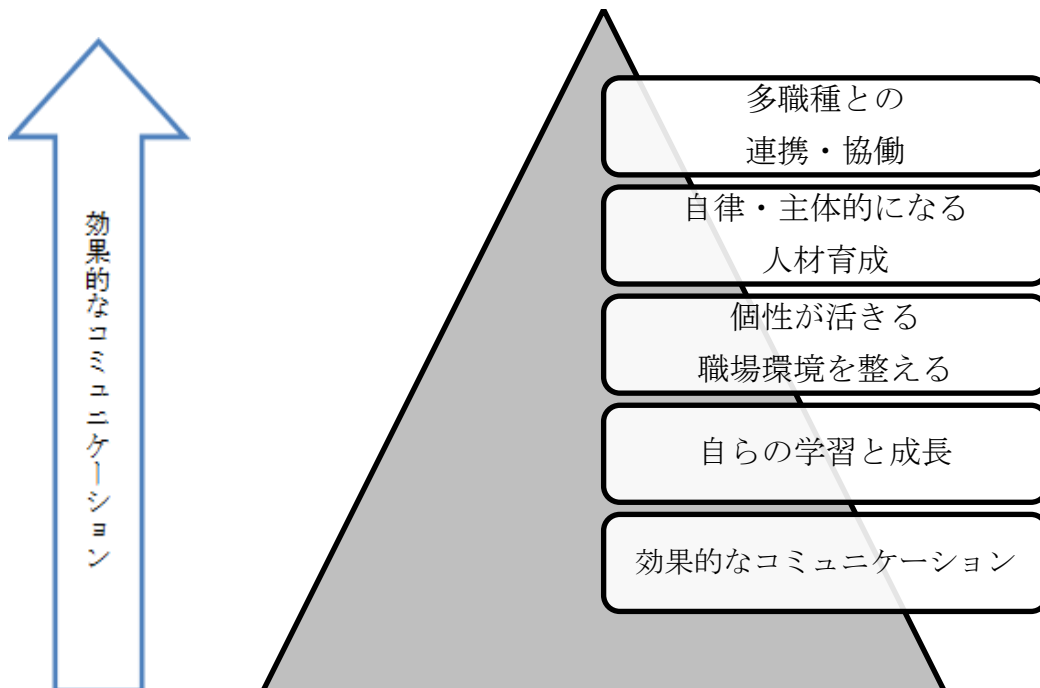 効果的なコミュニケーション
多職種との
連携・協働
自律・主体的になる
人材育成
個性が活きる
職場環境を整える
自らの学習と成長
効果的なコミュニケーション